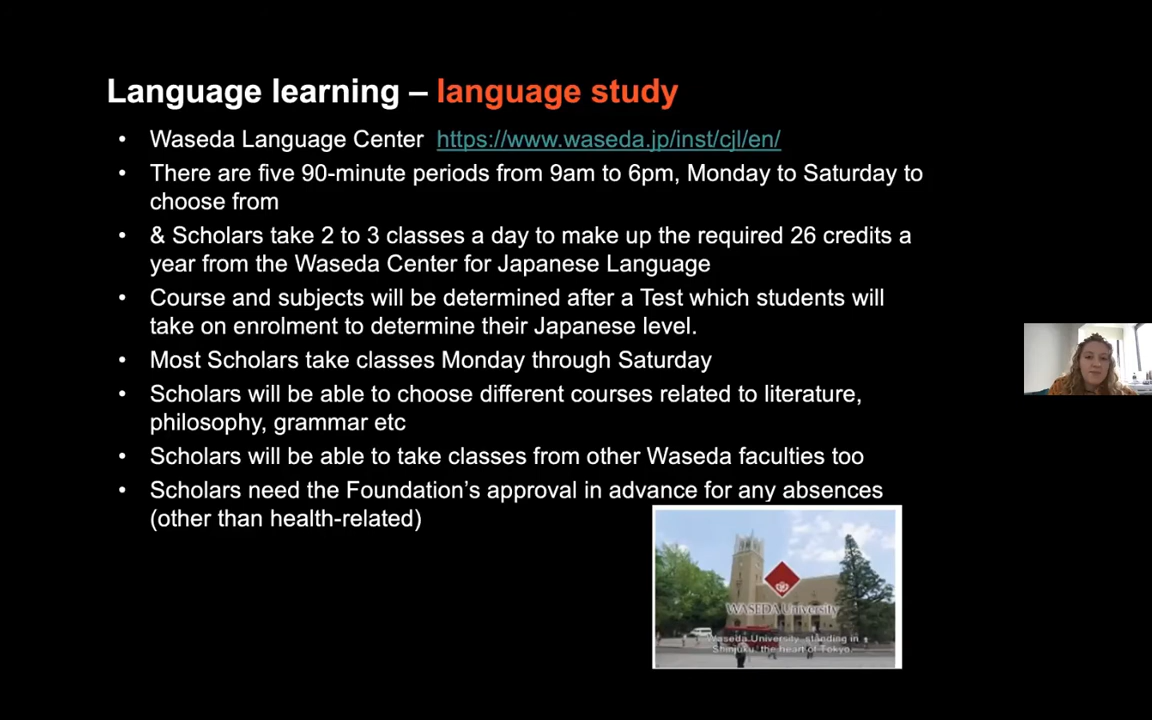 Language learning – language study
• Waseda Language Center https://www.waseda.jp/inst/cjl/en/
• There are five 90-minute periods from 9am to 6pm, Monday to Saturday to
choose from
• & Scholars take 2 to 3 classes a day to make up the required 26 credits a
year from the Waseda Center for Japanese Language
• Course and subjects will be determined after a Test which students will
take on enrolment to determine their Japanese level.
• Most Scholars take classes Monday through Saturday
• Scholars will be able to choose different courses related to literature,
philosophy, grammar etc
• Scholars will be able to take classes from other Waseda faculties too
• Scholars need the Foundation's approval in advance for any absences
(other than health-related)
WASEDA University
Waseda University, standing in
Shinjuku, the heart of Tokyo.